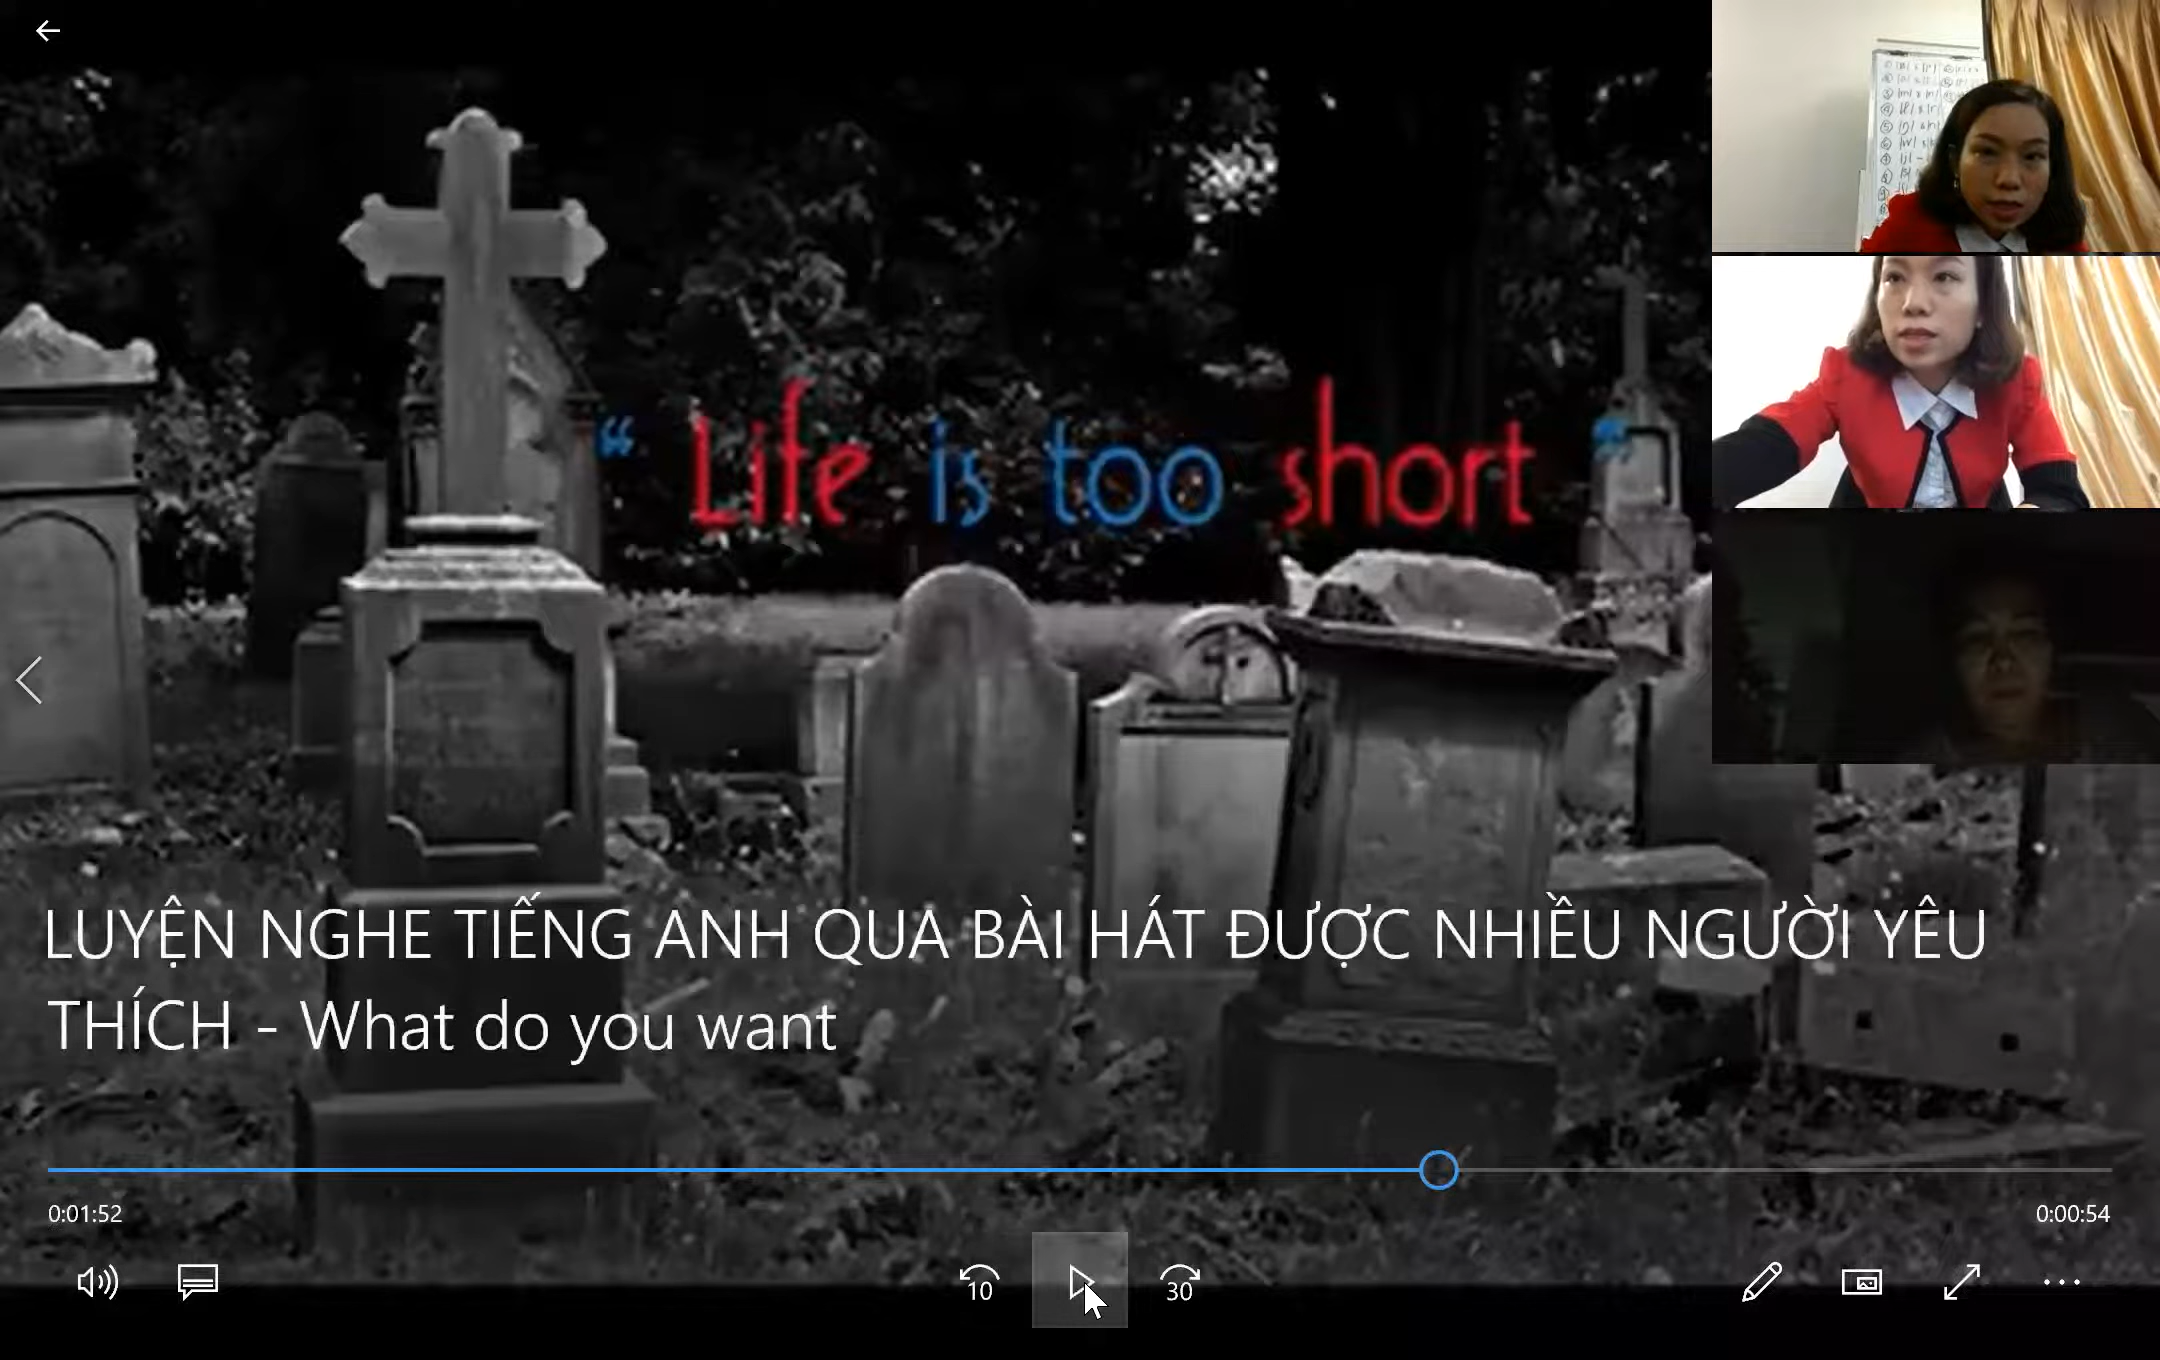 “ Life is too short ”
LUYỆN NGHE TIẾNG ANH QUA BÀI HÁT ĐƯỢC NHIỀU NGƯỜI YÊU
THÍCH - What do you want
0:01:52
0:00:54
10
30